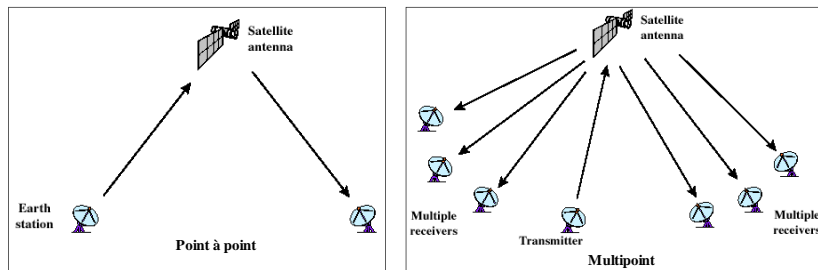 Satellite
antenna
Earth
station
Point à point
Satellite
antenna
Multiple
receivers
Transmitter
Multiple
receivers
Multipoint